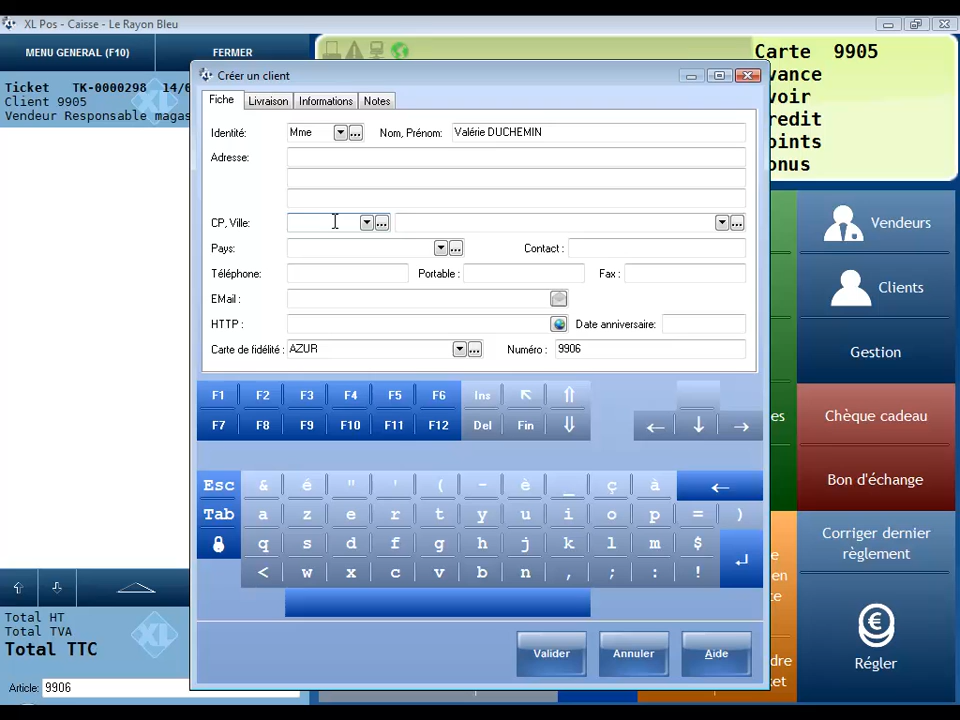 XL Pos - Caisse - Le Rayon Bleu
MENU GENERAL (F10)
FERMER
Ticket TK-0000298 14/0
Client 9905
Vendeur Responsable magas
Carte 9905
vance
voir
redit
oints
onus
Créer un client
Fiche
Livraison
Informations
Notes
Identité:
Mme
Nom, Prénom:
Valérie DUCHEMIN
Adresse:
CP, Ville:
Pays:
Contact :
Téléphone:
Portable :
Fax :
EMail :
HTTP :
Date anniversaire:
Carte de fidélité :
AZUR
Numéro :
9906
F1 F2 F3 F4 F5 F6 Ins
F7 F8 F9 F10 F11 F12 Del Fin
Esc & é " ' ( - è _ ç à
Tab a z e r t y u i o p = )
q s d f g h j k l m $
< w x c v b n , ; : !
Valider
Annuler
Aide
Vendeurs
Clients
Gestion
Chèque cadeau
Bon d'échange
Corriger dernier
règlement
Régler
es
e
en
te
dre
ket
Total HT
Total TVA
Total TTC
Article: 9906